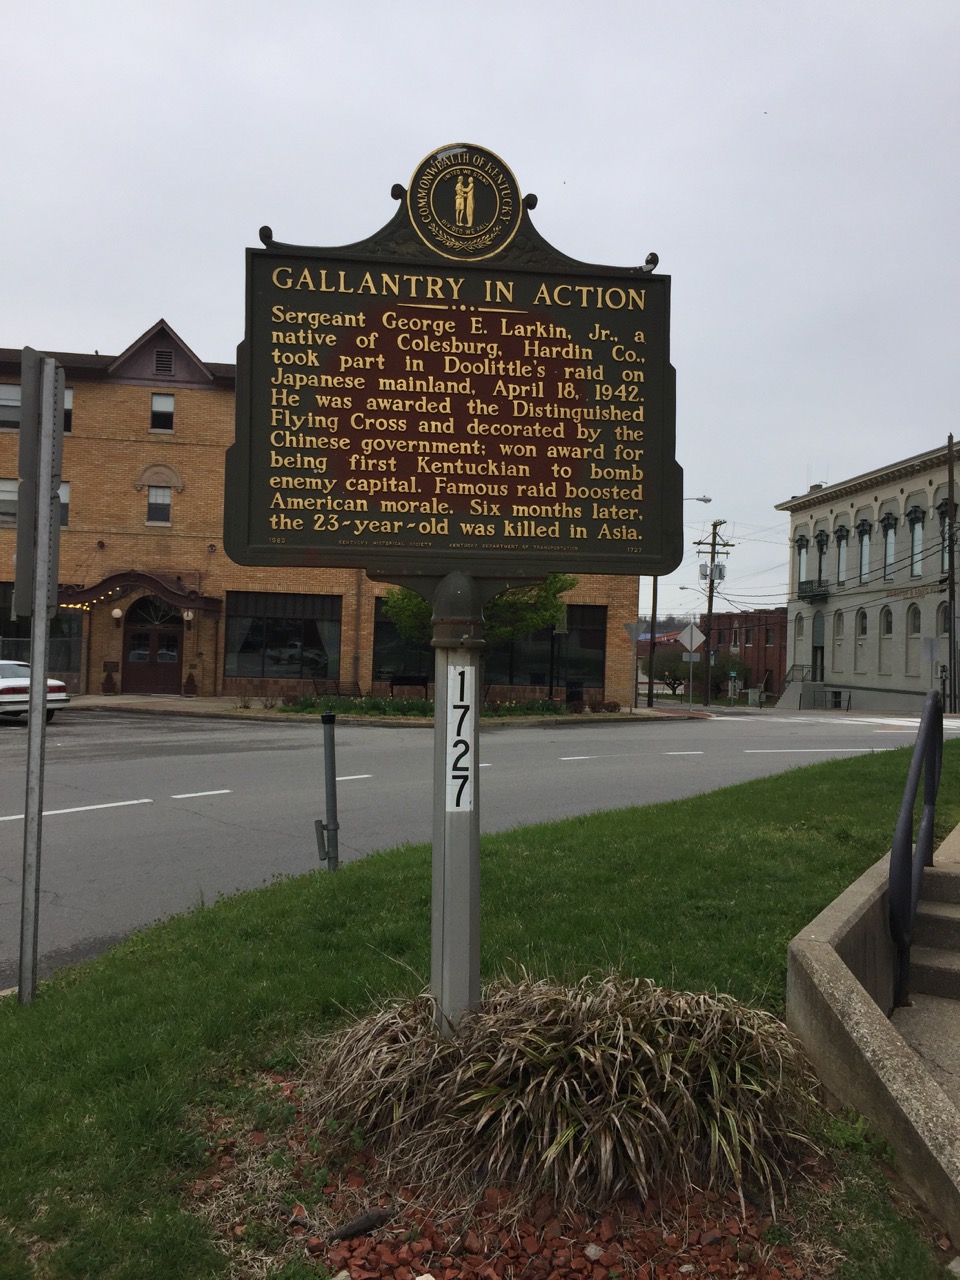 COMMONWEALTH OF KENTUCKY
UNITED WE STAND
DIVIDED WE FALL
GALLANTRY IN ACTION
Sergeant George E. Larkin, Jr., a
native of Colesburg, Hardin Co.,
took part in Doolittle's raid on
Japanese mainland, April 18, 1942.
He was awarded the Distinguished
Flying Cross and decorated by the
Chinese government; won award for
being first Kentuckian to bomb
enemy capital. Famous raid boosted
American morale. Six months later,
the 23-year-old was killed in Asia.
1983 KENTUCKY HISTORICAL SOCIETY KENTUCKY DEPARTMENT OF TRANSPORTATION 1727
1727